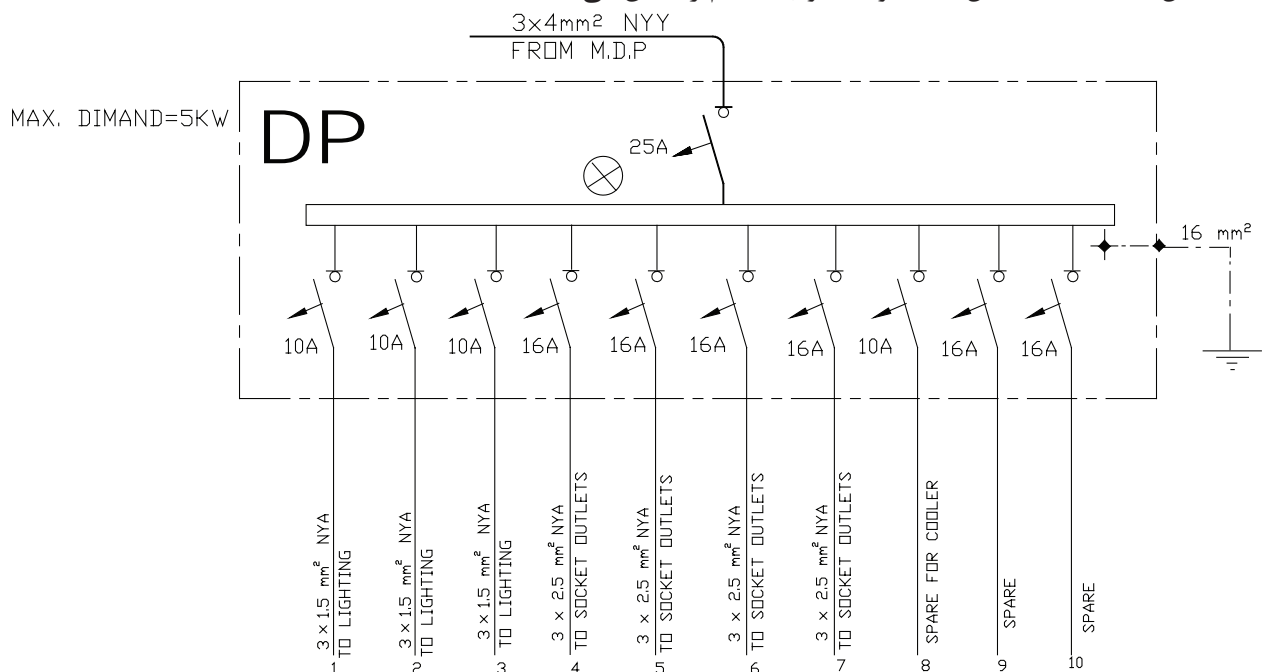 3x4mm² NYY
FROM M.D.P
MAX. DIMAND=5KW
DP
25A
16 mm²
10A
10A
10A
16A
16A
16A
16A
10A
16A
16A
3 x 1.5 mm² NYA
TO LIGHTING
3 x 1.5 mm² NYA
TO LIGHTING
3 x 1.5 mm² NYA
TO LIGHTING
3 x 2.5 mm² NYA
TO SOCKET OUTLETS
3 x 2.5 mm² NYA
TO SOCKET OUTLETS
3 x 2.5 mm² NYA
TO SOCKET OUTLETS
3 x 2.5 mm² NYA
TO SOCKET OUTLETS
SPARE FOR COOLER
SPARE
SPARE
1
2
3
4
5
6
7
8
9
10